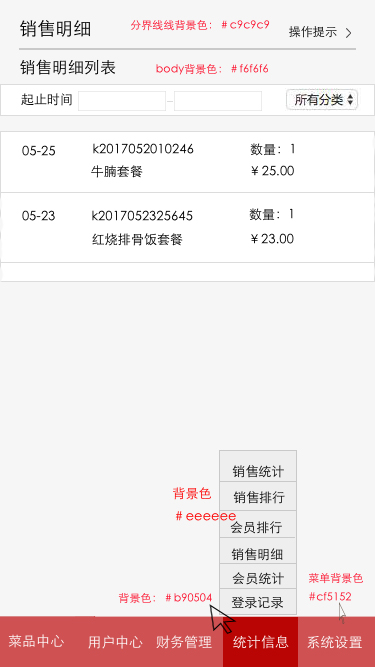 销售明细
分界线线背景色：＃c9c9c9
操作提示 >
销售明细列表
body背景色：＃f6f6f6
起止时间
所有分类
05-25 k2017052010246 数量：1
牛腩套餐 ¥25.00
05-23 k2017052325645 数量：1
红烧排骨饭套餐 ¥23.00
销售统计
背景色
销售排行
＃eeeeee
会员排行
销售明细
会员统计
菜单背景色
背景色：＃b90504
登录记录
＃cf5152
菜品中心 用户中心 财务管理 统计信息 系统设置